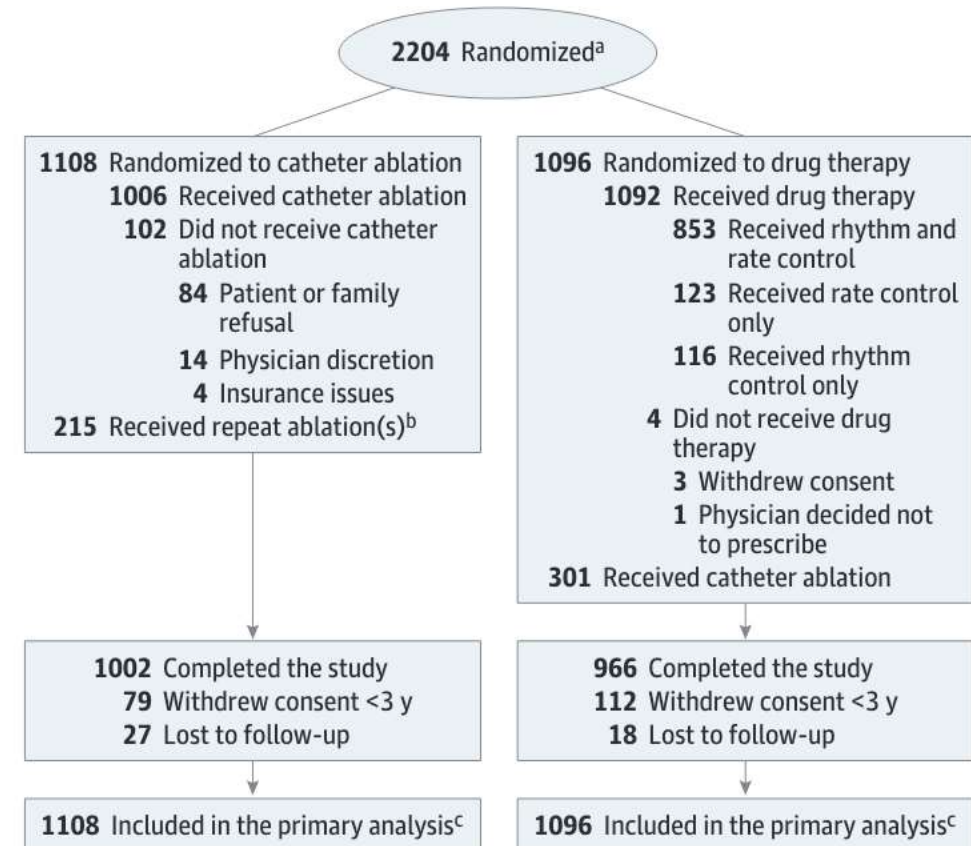 2204 Randomizedᵃ
1108 Randomized to catheter ablation
1006 Received catheter ablation
102 Did not receive catheter
ablation
84 Patient or family
refusal
14 Physician discretion
4 Insurance issues
215 Received repeat ablation(s)ᵇ
1096 Randomized to drug therapy
1092 Received drug therapy
853 Received rhythm and
rate control
123 Received rate control
only
116 Received rhythm
control only
4 Did not receive drug
therapy
3 Withdrew consent
1 Physician decided not
to prescribe
301 Received catheter ablation
1002 Completed the study
79 Withdrew consent <3 y
27 Lost to follow-up
966 Completed the study
112 Withdrew consent <3 y
18 Lost to follow-up
1108 Included in the primary analysisᶜ
1096 Included in the primary analysisᶜ